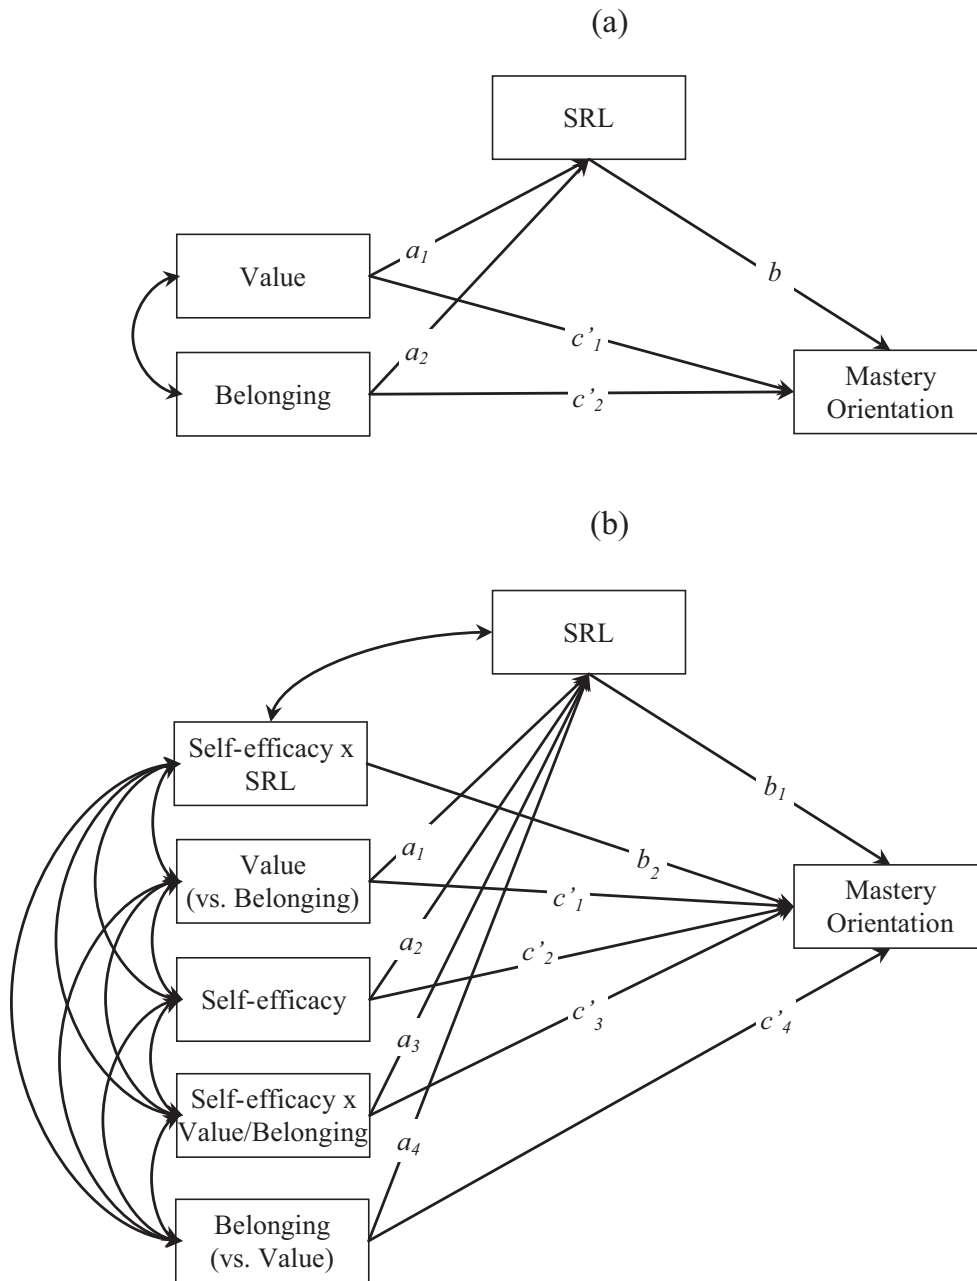 (a)
SRL
a1
Value
b
c’1
a2
Belonging
c’2
Mastery
Orientation
(b)
SRL
Self-efficacy x
SRL
b1
a1
Value
(vs. Belonging)
b2
c’1
Mastery
Orientation
a2
c’2
Self-efficacy
c’3
c’4
a3
Self-efficacy x
Value/Belonging
a4
Belonging
(vs. Value)